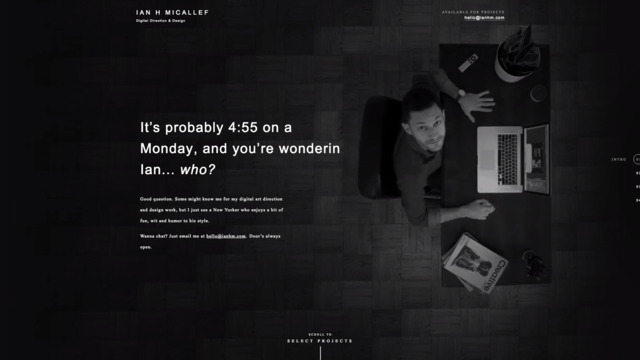 IAN H MICALLEF
Digital Direction & Design
AVAILABLE FOR PROJECTS
hello@ianhm.com
It's probably 4:55 on a
Monday, and you're wonderin
Ian... who?
Good question. Some might know me for my digital art direction
and design work, but I just see a New Yorker who enjoys a bit of
fun, wit and humor to his style.
Wanna chat? Just email me at hello@ianhm.com. Door's always
open.
INTRO
Creative
SCROLL TO
SELECT PROJECTS